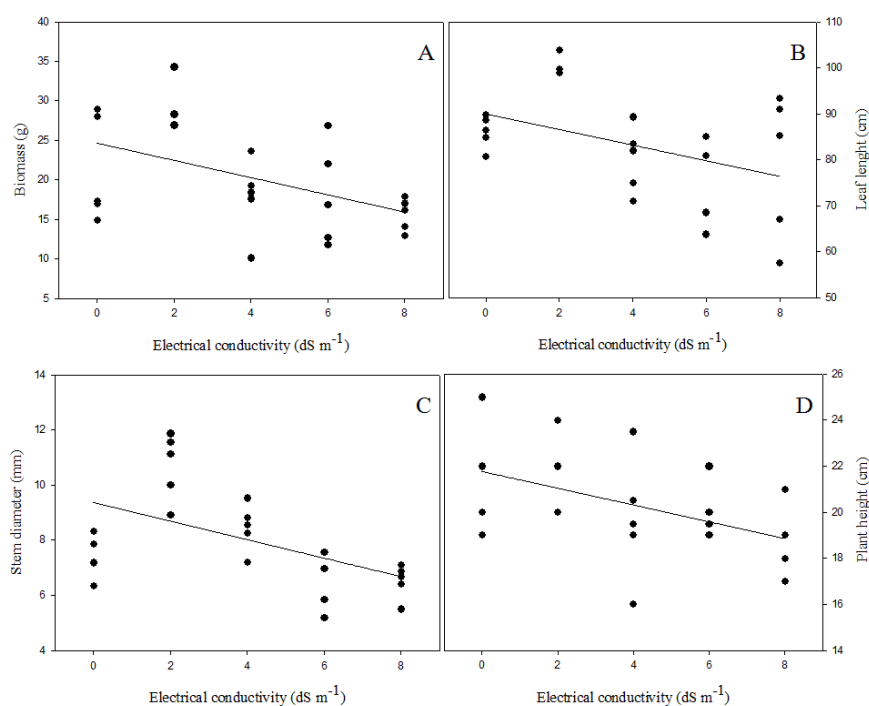 40
35
30
25
20
15
10
5
Biomass (g)
A
0 2 4 6 8
Electrical conductivity (dS m⁻¹)
B
110
100
90
80
70
60
50
Leaf lenght (cm)
0 2 4 6 8
Electrical conductivity (dS m⁻¹)
14
12
10
8
6
4
Stem diameter (mm)
C
0 2 4 6 8
Electrical conductivity (dS m⁻¹)
D
26
24
22
20
18
16
14
Plant height (cm)
0 2 4 6 8
Electrical conductivity (dS m⁻¹)